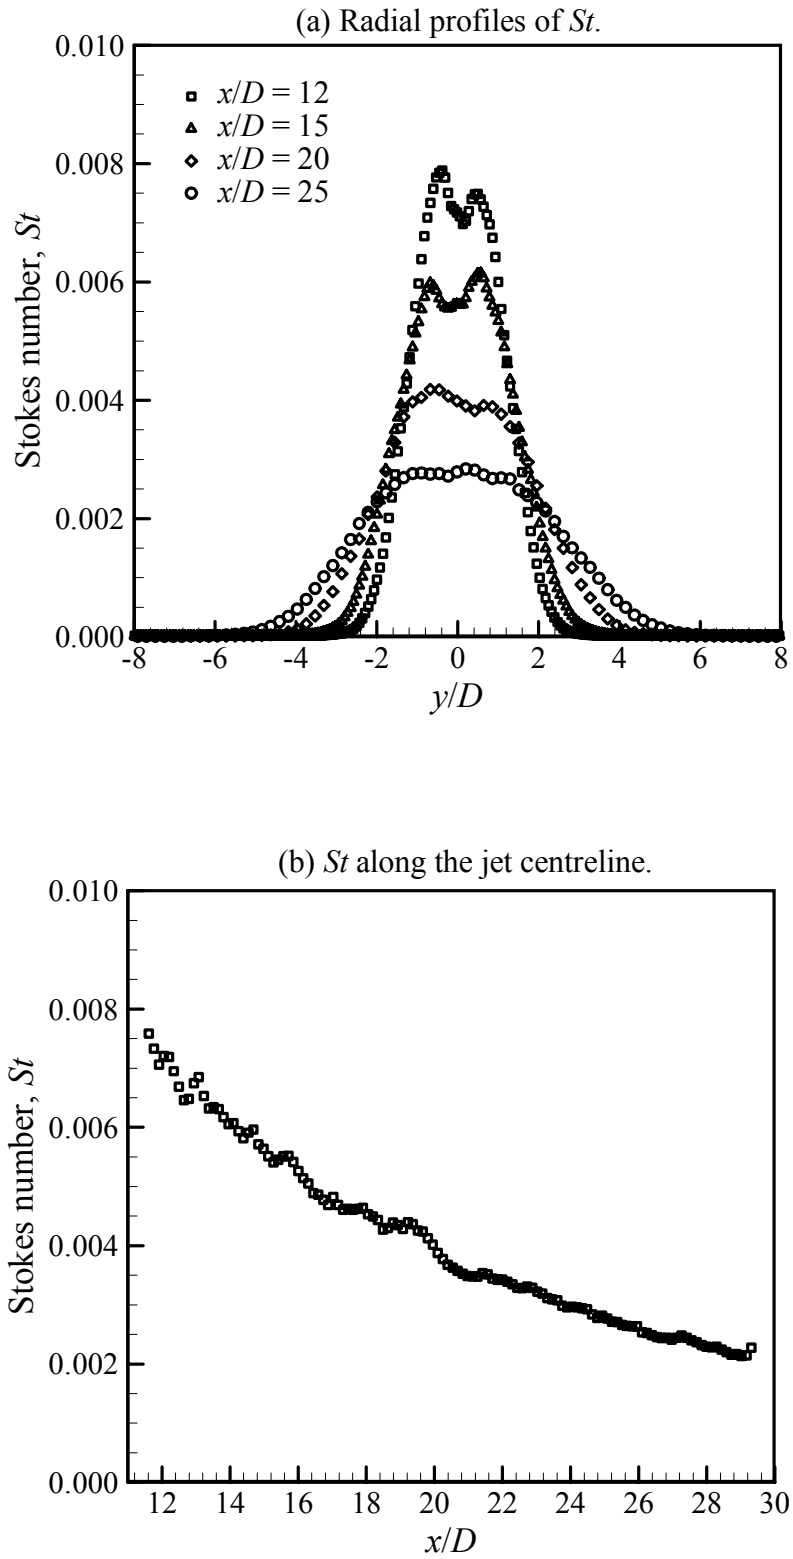 (a) Radial profiles of St.
0.010
0.008
0.006
0.004
0.002
0.000
Stokes number, St
x/D = 12
x/D = 15
x/D = 20
x/D = 25
-8 -6 -4 -2 0 2 4 6 8
y/D
(b) St along the jet centreline.
0.010
0.008
0.006
0.004
0.002
0.000
Stokes number, St
12 14 16 18 20 22 24 26 28 30
x/D